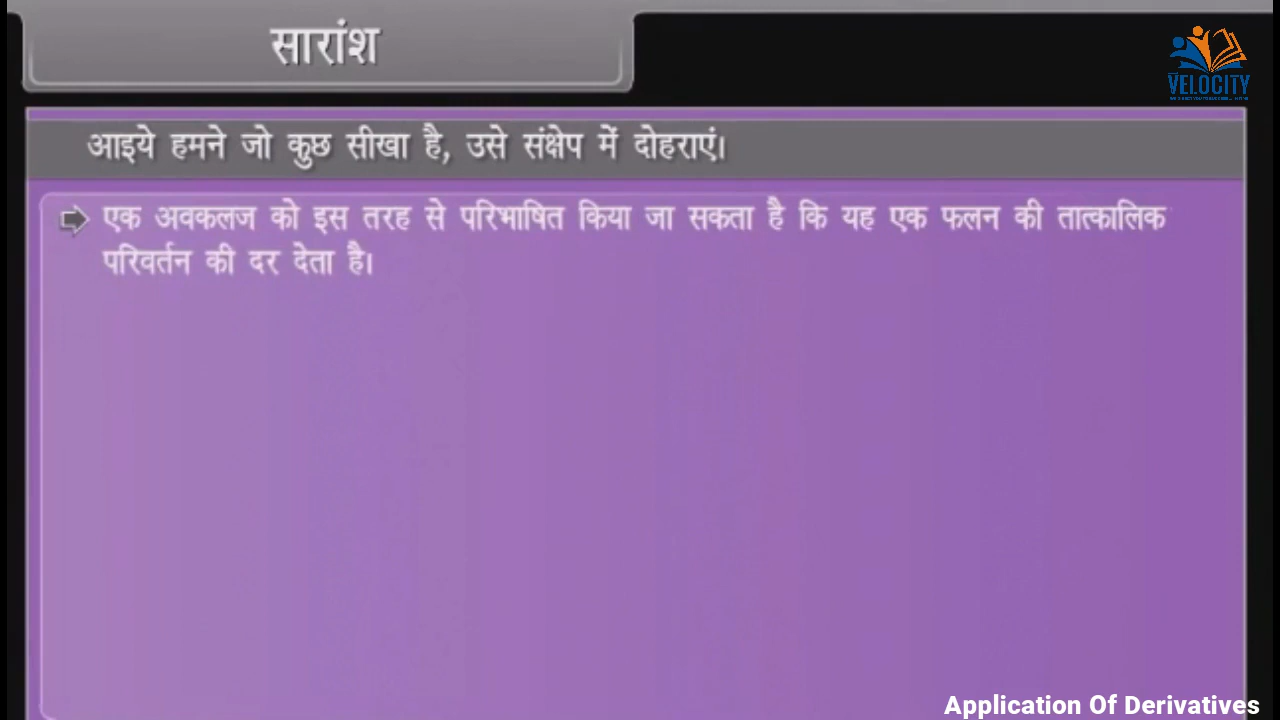 सारांश
VELOCITY
आइये हमने जो कुछ सीखा है, उसे संक्षेप में दोहराएं।
एक अवकलज को इस तरह से परिभाषित किया जा सकता है कि यह एक फलन की तात्कालिक
परिवर्तन की दर देता है।
Application Of Derivatives